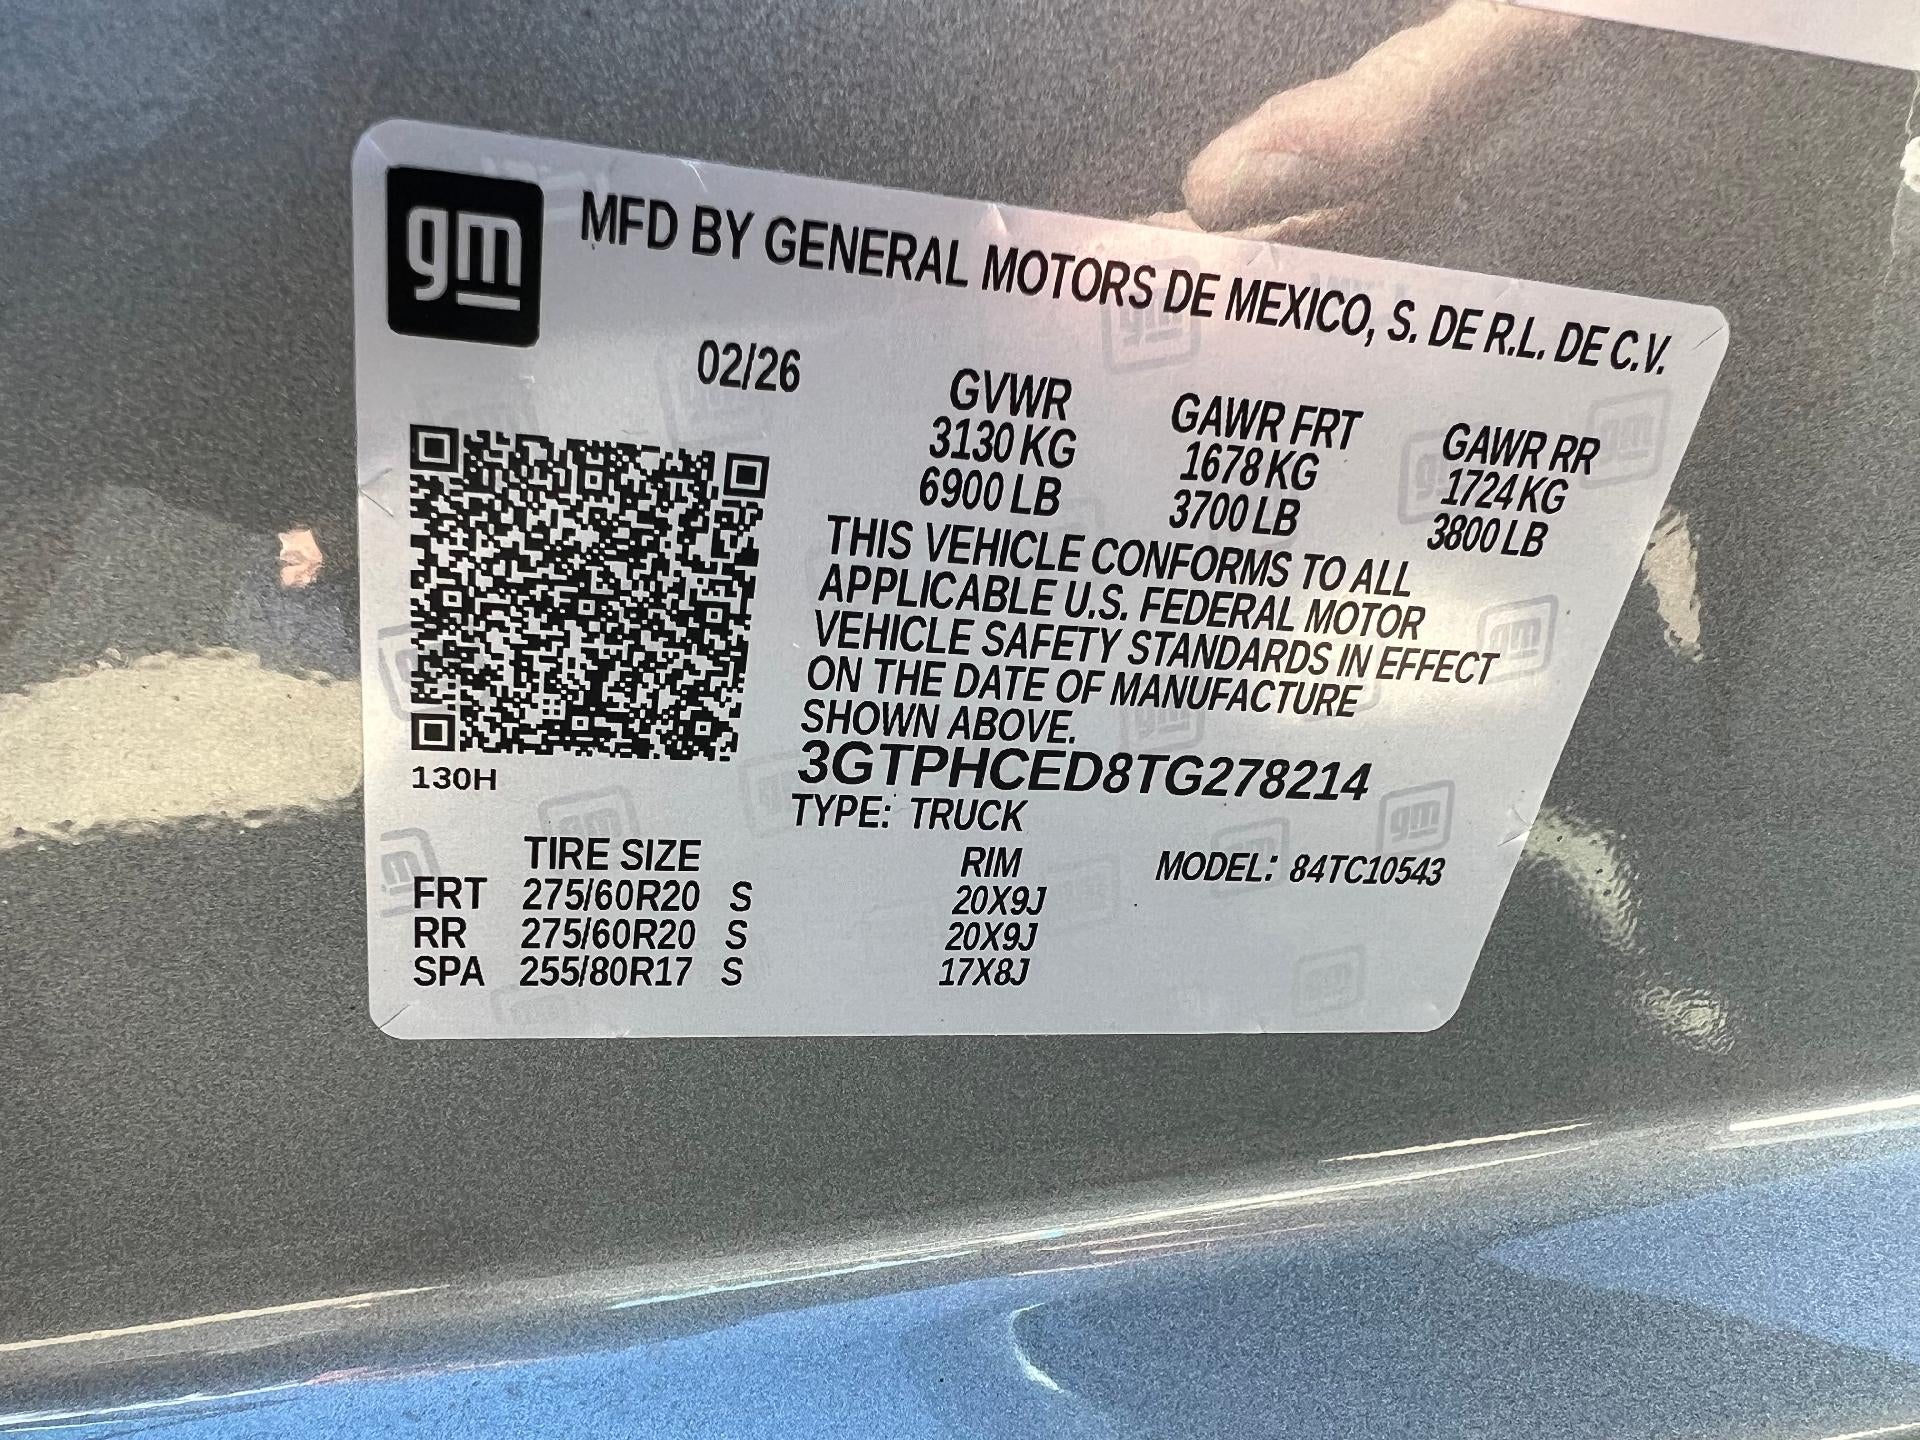 gm
MFD BY GENERAL MOTORS DE MEXICO, S. DE R.L. DE C.V.
02/26
GVWR GAWR FRT GAWR RR
3130 KG 1678 KG 1724 KG
6900 LB 3700 LB 3800 LB
THIS VEHICLE CONFORMS TO ALL
APPLICABLE U.S. FEDERAL MOTOR
VEHICLE SAFETY STANDARDS IN EFFECT
ON THE DATE OF MANUFACTURE
SHOWN ABOVE.
3GTPHCED8TG278214
130H
TYPE: TRUCK
TIRE SIZE RIM MODEL: 84TC10543
FRT 275/60R20 S 20X9J
RR 275/60R20 S 20X9J
SPA 255/80R17 S 17X8J